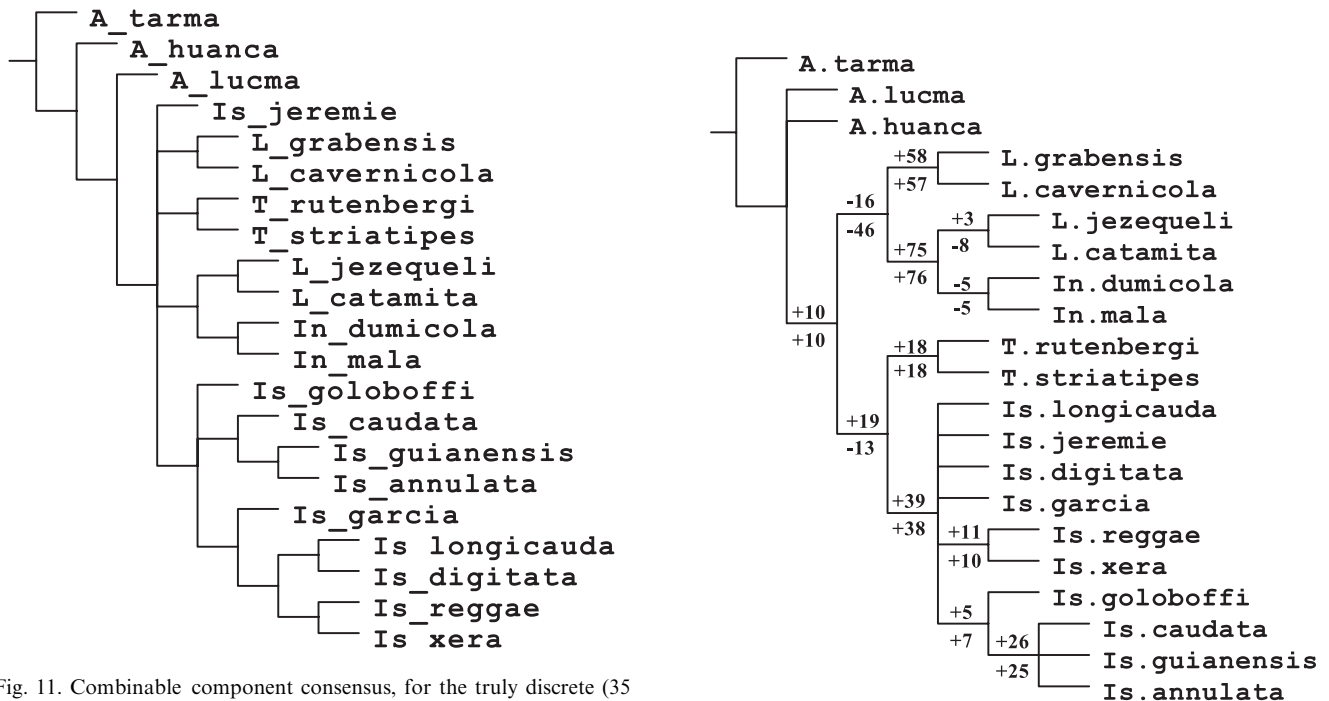 A_tarma
A_huanca
A_lucma
Is_jeremie
L_grabensis
L_cavernicola
T_rutenbergi
T_striatipes
L_jezequeli
L_catamita
In_dumicola
In_mala
Is_goloboffi
Is_caudata
Is_guianensis
Is_annulata
Is_garcia
Is longicauda
Is_digitata
Is_reggae
Is xera
Fig. 11. Combinable component consensus, for the truly discrete (35
A.tarma
A.lucma
A.huanca
+58
L.grabensis
+57
L.cavernicola
-16
-46
+3
L.jezequeli
-8
L.catamita
+75
+76
-5
In.dumicola
-5
In.mala
+10
+10
+18
T.rutenbergi
+18
T.striatipes
+19
-13
Is.longicauda
Is.jeremie
Is.digitata
Is.garcia
+39
+38
+11
Is.reggae
+10
Is.xera
Is.goloboffi
+5
+7
Is.caudata
+26
Is.guianensis
+25
Is.annulata